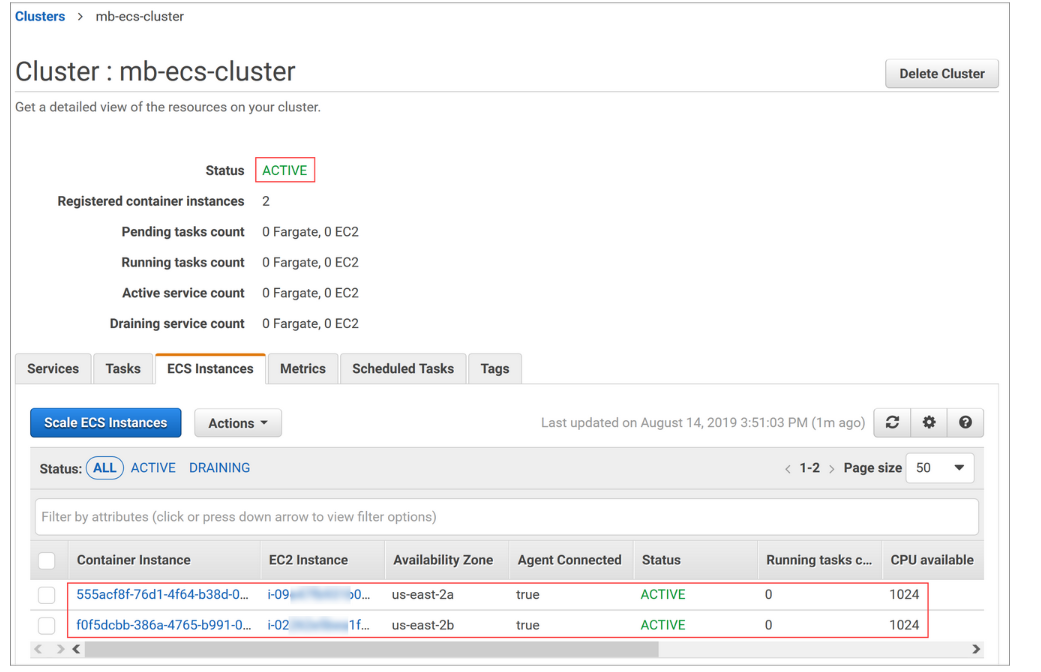 Clusters > mb-ecs-cluster
Cluster : mb-ecs-cluster
Delete Cluster
Get a detailed view of the resources on your cluster.
Status ACTIVE
Registered container instances 2
Pending tasks count 0 Fargate, 0 EC2
Running tasks count 0 Fargate, 0 EC2
Active service count 0 Fargate, 0 EC2
Draining service count 0 Fargate, 0 EC2
Services Tasks ECS Instances Metrics Scheduled Tasks Tags
Scale ECS Instances Actions Last updated on August 14, 2019 3:51:03 PM (1m ago)
Status: ALL ACTIVE DRAINING < 1-2 > Page size 50
Filter by attributes (click or press down arrow to view filter options)
Container Instance EC2 Instance Availability Zone Agent Connected Status Running tasks c... CPU available
555acf8f-76d1-4f64-b38d-0... us-east-2a true ACTIVE 0 1024
f0f5dcbb-386a-4765-b991-0... us-east-2b true ACTIVE 0 1024